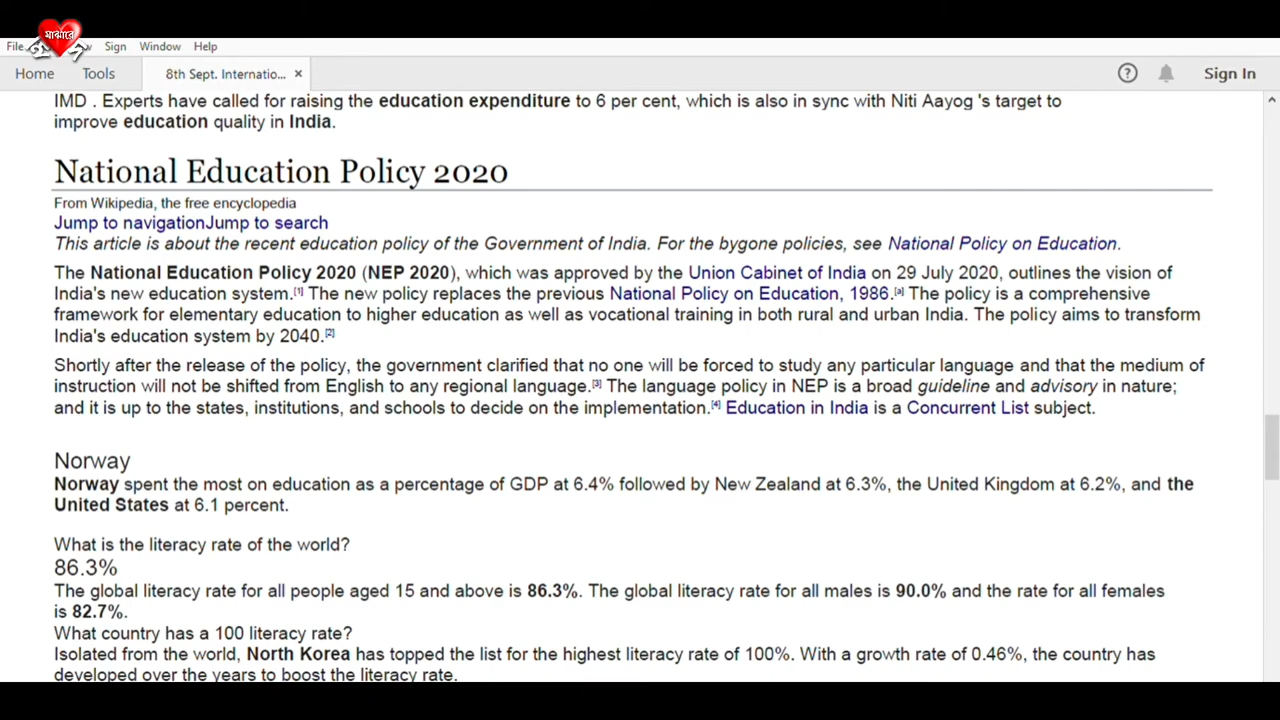 মাঝারে
File
Sign
Window
Help
Home
Tools
8th Sept. Internatio...
×
?
Sign In
IMD . Experts have called for raising the education expenditure to 6 per cent, which is also in sync with Niti Aayog 's target to
improve education quality in India.
National Education Policy 2020
From Wikipedia, the free encyclopedia
Jump to navigationJump to search
This article is about the recent education policy of the Government of India. For the bygone policies, see National Policy on Education.
The National Education Policy 2020 (NEP 2020), which was approved by the Union Cabinet of India on 29 July 2020, outlines the vision of
India's new education system.[1] The new policy replaces the previous National Policy on Education, 1986.[a] The policy is a comprehensive
framework for elementary education to higher education as well as vocational training in both rural and urban India. The policy aims to transform
India's education system by 2040.[2]
Shortly after the release of the policy, the government clarified that no one will be forced to study any particular language and that the medium of
instruction will not be shifted from English to any regional language.[3] The language policy in NEP is a broad guideline and advisory in nature;
and it is up to the states, institutions, and schools to decide on the implementation.[4] Education in India is a Concurrent List subject.
Norway
Norway spent the most on education as a percentage of GDP at 6.4% followed by New Zealand at 6.3%, the United Kingdom at 6.2%, and the
United States at 6.1 percent.
What is the literacy rate of the world?
86.3%
The global literacy rate for all people aged 15 and above is 86.3%. The global literacy rate for all males is 90.0% and the rate for all females
is 82.7%.
What country has a 100 literacy rate?
Isolated from the world, North Korea has topped the list for the highest literacy rate of 100%. With a growth rate of 0.46%, the country has
developed over the years to boost the literacy rate.